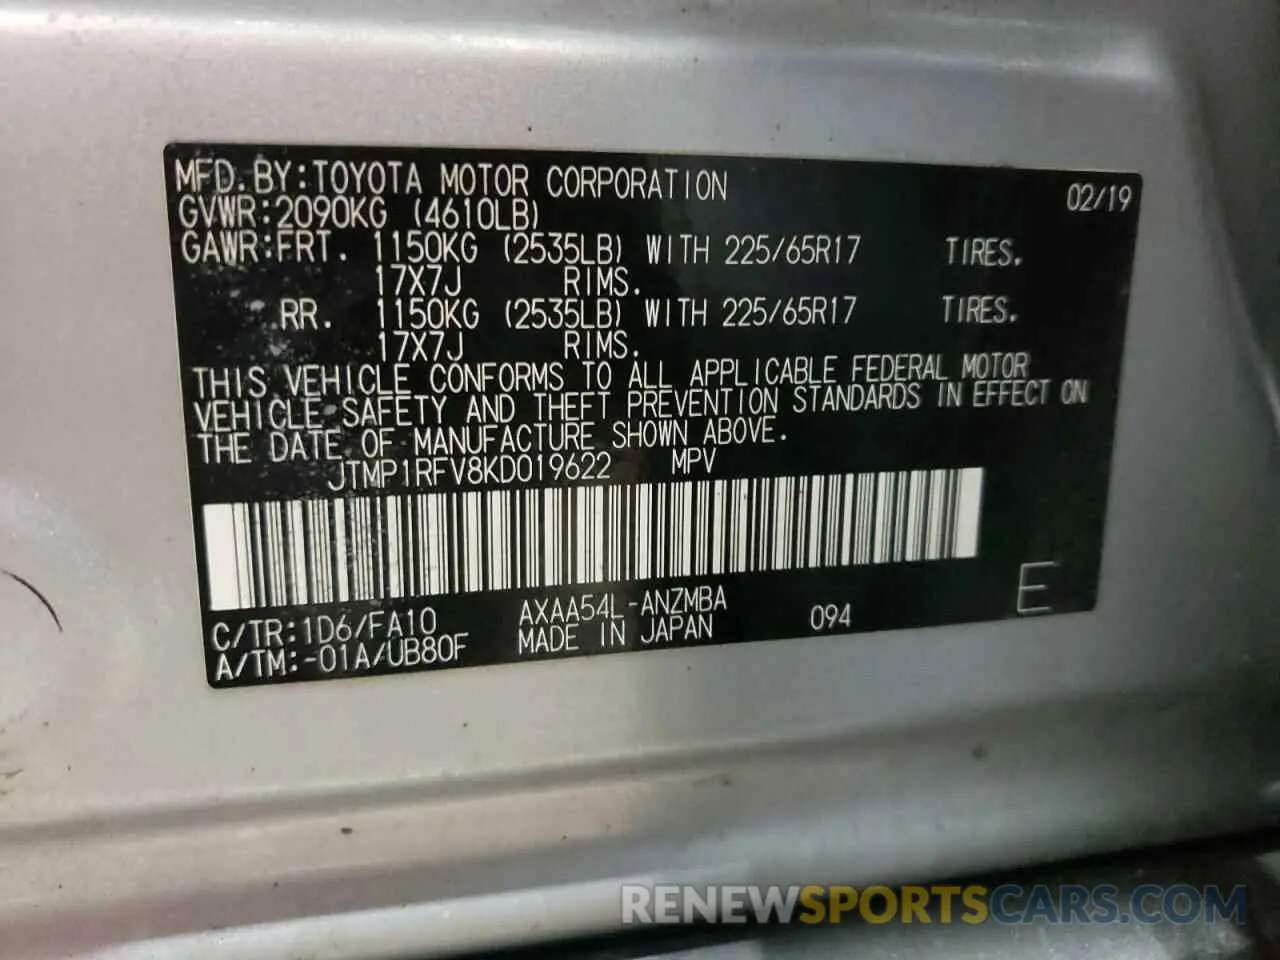 MFD.BY:TOYOTA MOTOR CORPORATION 02/19
GVWR:2090KG (4610LB)
GAWR:FRT. 1150KG (2535LB) WITH 225/65R17 TIRES.
17X7J RIMS.
RR. 1150KG (2535LB) WITH 225/65R17 TIRES.
17X7J RIMS.
THIS VEHICLE CONFORMS TO ALL APPLICABLE FEDERAL MOTOR
VEHICLE SAFETY AND THEFT PREVENTION STANDARDS IN EFFECT ON
THE DATE OF MANUFACTURE SHOWN ABOVE.
JTMP1RFV8KD019622 MPV
E
C/TR:1D6/FA10 AXAA54L-ANZMBA 094
A/TM:-01A/UB80F MADE IN JAPAN
RENEWSPORTSCARS.COM